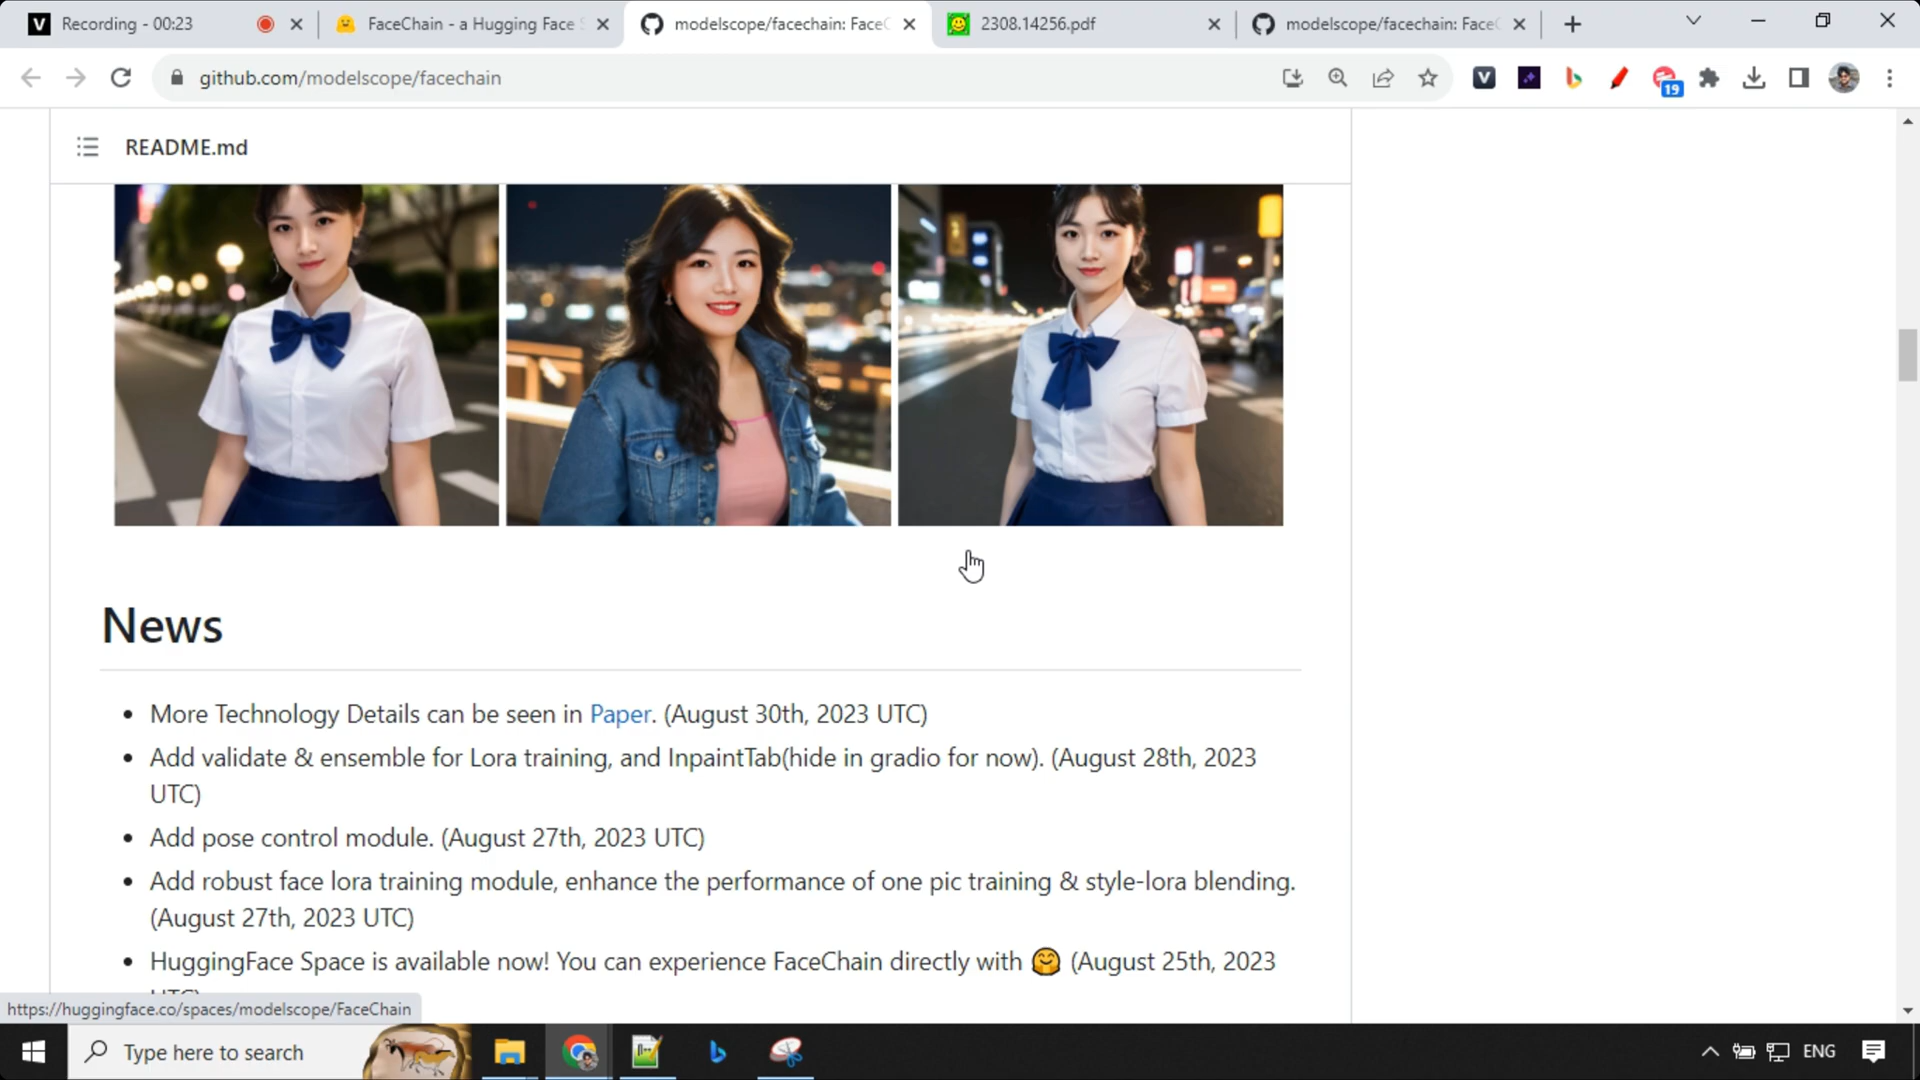 Recording - 00:23
FaceChain - a Hugging Face S
modelscope/facechain: FaceC
2308.14256.pdf
modelscope/facechain: FaceC
github.com/modelscope/facechain
19
README.md
News
More Technology Details can be seen in Paper. (August 30th, 2023 UTC)
Add validate & ensemble for Lora training, and InpaintTab(hide in gradio for now). (August 28th, 2023
UTC)
Add pose control module. (August 27th, 2023 UTC)
Add robust face lora training module, enhance the performance of one pic training & style-lora blending.
(August 27th, 2023 UTC)
HuggingFace Space is available now! You can experience FaceChain directly with 🤗 (August 25th, 2023
UTC)
https://huggingface.co/spaces/modelscope/FaceChain
Type here to search
ENG